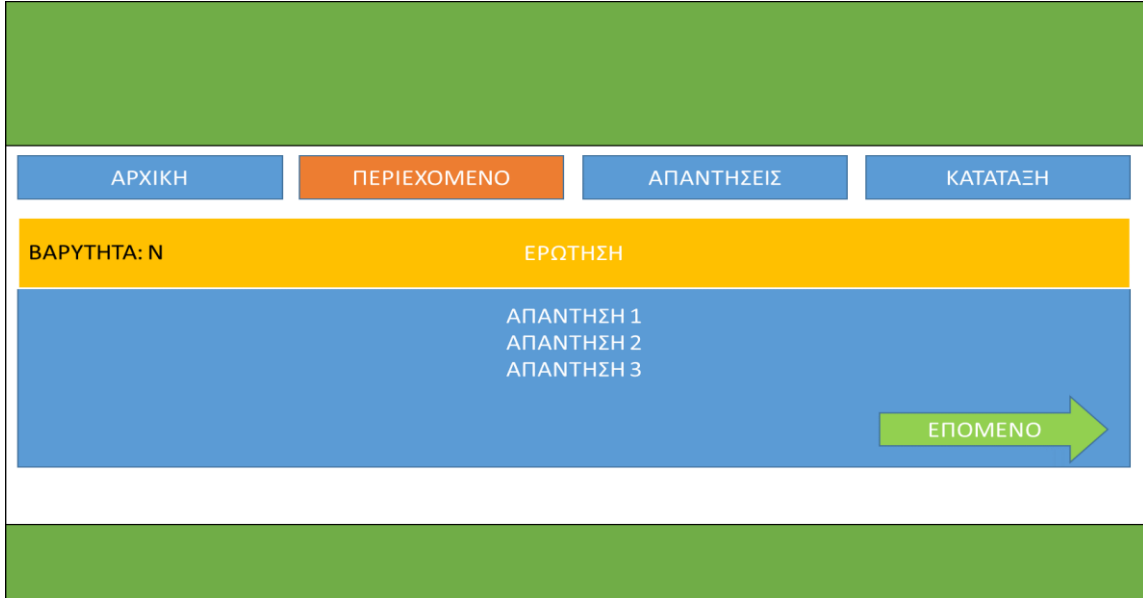 ΑΡΧΙΚΗ
ΠΕΡΙΕΧΟΜΕΝΟ
ΑΠΑΝΤΗΣΕΙΣ
ΚΑΤΑΤΑΞΗ
ΒΑΡΥΤΗΤΑ: Ν
ΕΡΩΤΗΣΗ
ΑΠΑΝΤΗΣΗ 1
ΑΠΑΝΤΗΣΗ 2
ΑΠΑΝΤΗΣΗ 3
ΕΠΟΜΕΝΟ